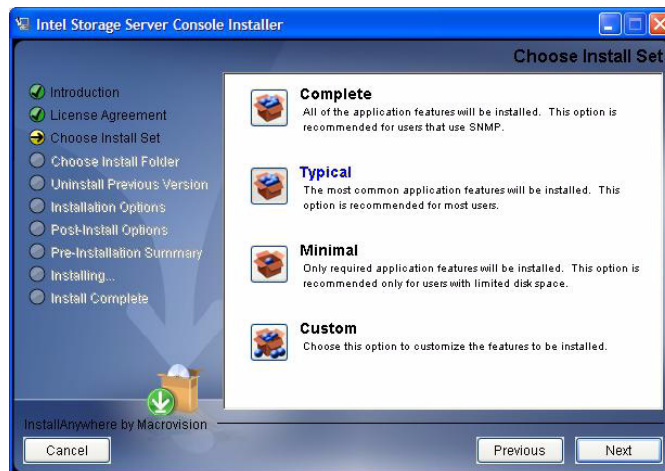 Intel Storage Server Console Installer
Choose Install Set
Introduction
License Agreement
Choose Install Set
Choose Install Folder
Uninstall Previous Version
Installation Options
Post-Install Options
Pre-Installation Summary
Installing...
Install Complete
Complete
All of the application features will be installed. This option is
recommended for users that use SNMP.
Typical
The most common application features will be installed. This
option is recommended for most users.
Minimal
Only required application features will be installed. This option is
recommended only for users with limited disk space.
Custom
Choose this option to customize the features to be installed.
InstallAnywhere by Macrovision
Cancel
Previous
Next